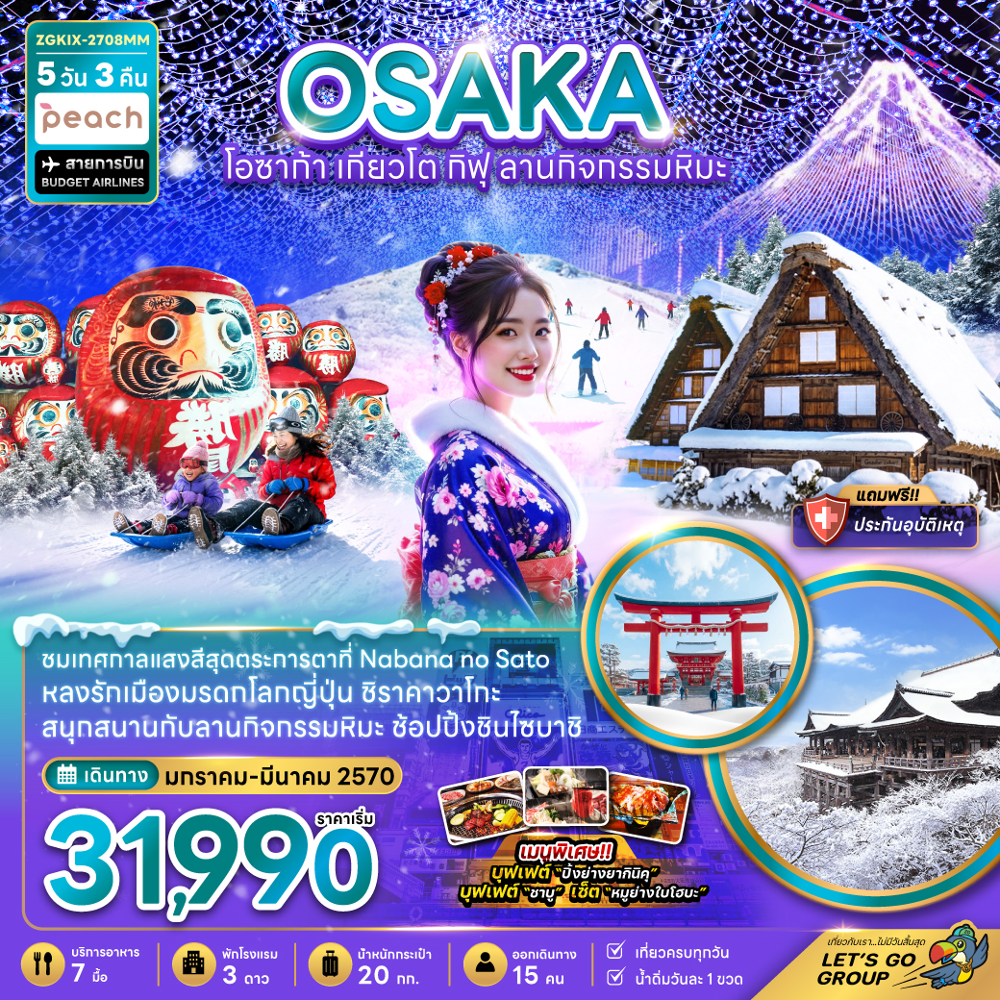 ZGKIX-2708MM
5 วัน 3 คืน
peach
สายการบิน
BUDGET AIRLINES
OSAKA
โอซาก้า เกียวโต กิฟุ ลานกิจกรรมหิมะ
แถมฟรี!!
ประกันอุบัติเหตุ
ชมเทศกาลแสงสีสุดตระการตาที่ Nabana no Sato
หลงรักเมืองมรดกโลกญี่ปุ่น ชิราคาวาโกะ
สนุกสนานกับลานกิจกรรมหิมะ ช้อปปิ้งชินไซบาชิ
เดินทาง มกราคม-มีนาคม 2570
ราคาเริ่ม
31,990
เมนูพิเศษ!!
บุฟเฟต์ "ปิ้งย่างยากินิคุ"
บุฟเฟต์ "ชาบู" เซ็ต "หมูย่างใบโฮบะ"
บริการอาหาร
7 มื้อ
พักโรงแรม
3 ดาว
น้ำหนักกระเป๋า
20 กก.
ออกเดินทาง
15 คน
เที่ยวครบทุกวัน
น้ำดื่มวันละ 1 ขวด
เที่ยวกับเรา...ไม่มีวันสิ้นสุด
LET'S GO
GROUP